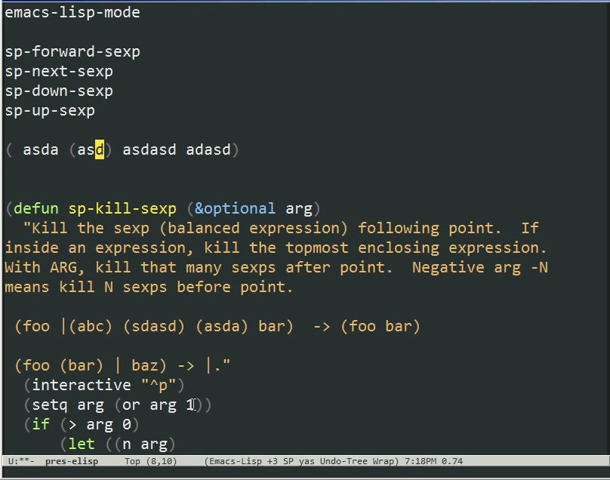 emacs-lisp-mode
sp-forward-sexp
sp-next-sexp
sp-down-sexp
sp-up-sexp
( asda (asd) asdasd adasd)
(defun sp-kill-sexp (&optional arg)
"Kill the sexp (balanced expression) following point.  If
inside an expression, kill the topmost enclosing expression.
With ARG, kill that many sexps after point.  Negative arg -N
means kill N sexps before point.
(foo |(abc) (sdasd) (asda) bar)  -> (foo bar)
(foo (bar) | baz) -> |."
(interactive "^p")
(setq arg (or arg 1))
(if (> arg 0)
(let ((n arg)
U:**-  pres-elisp     Top (8,10)     (Emacs-Lisp +3 SP yas Undo-Tree Wrap) 7:18PM 0.74